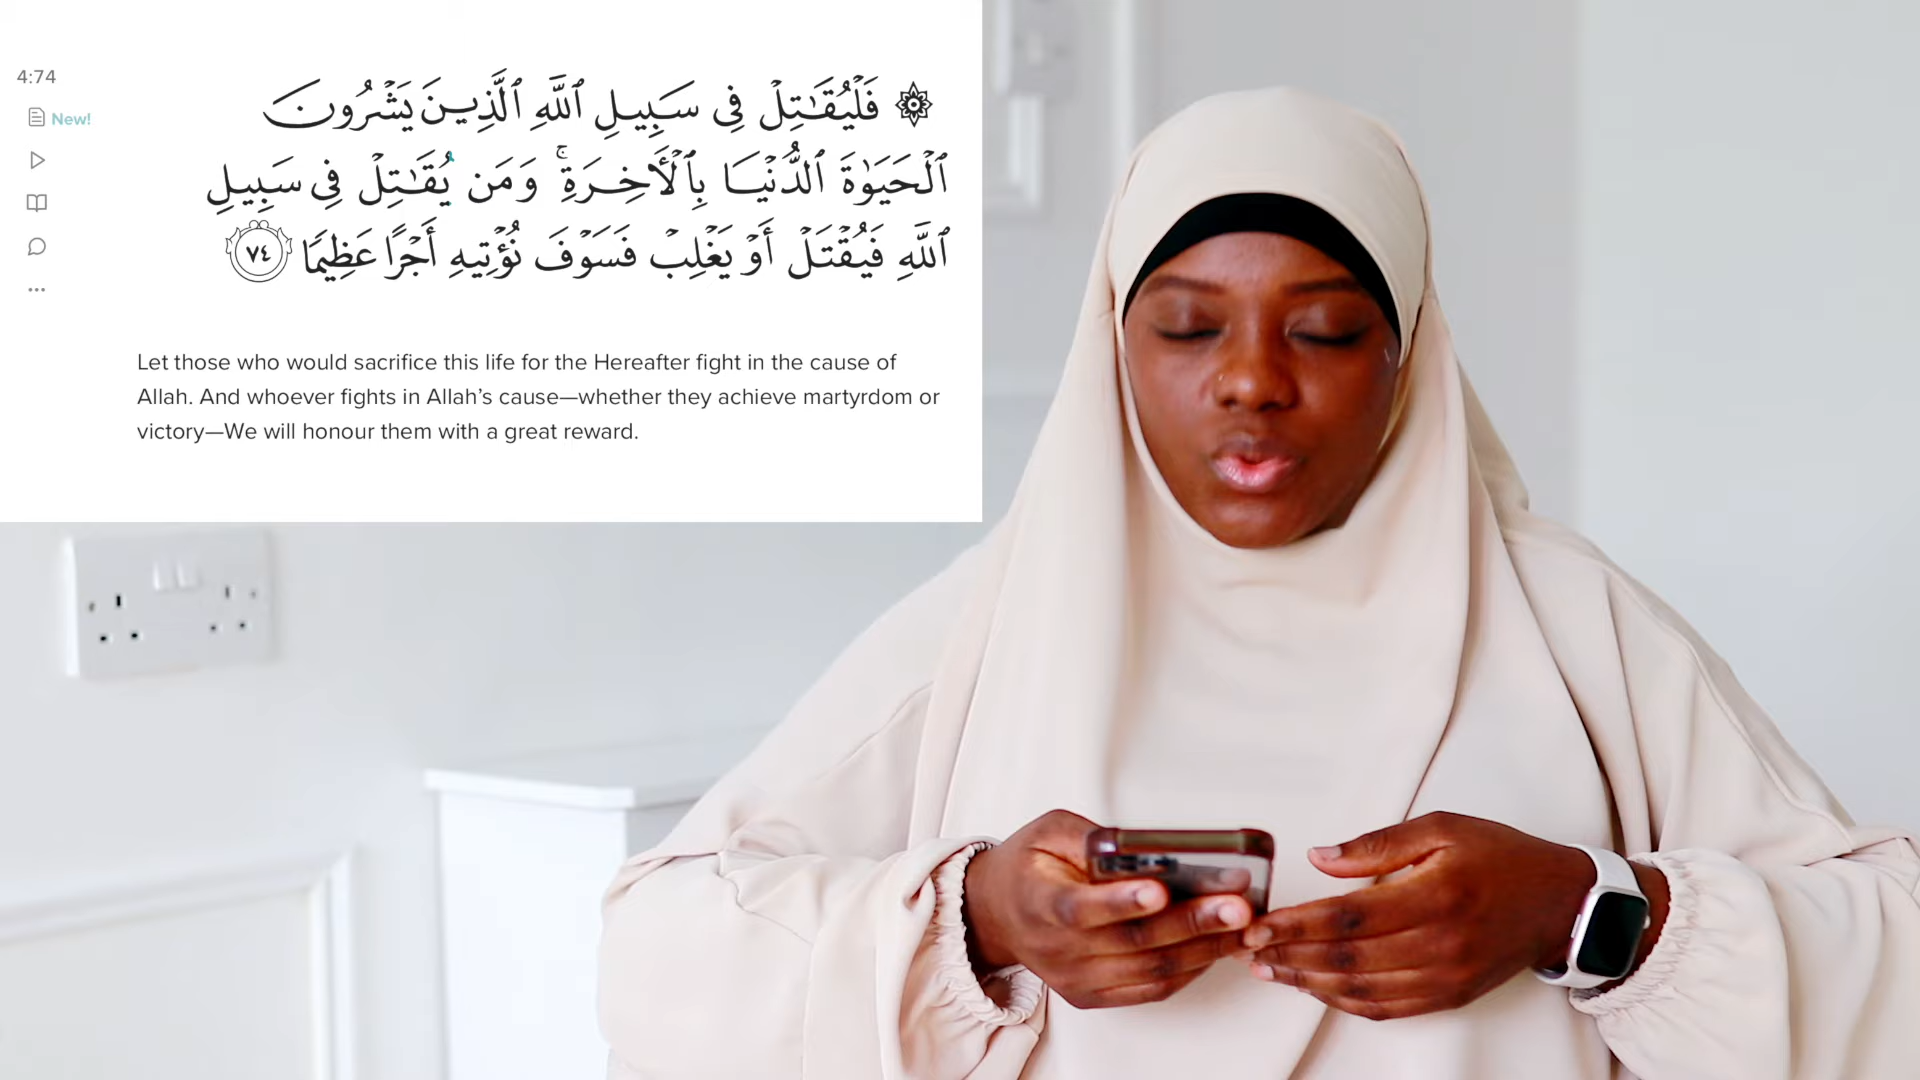 4:74
New!
۞ فَلْيُقَـٰتِلْ فِى سَبِيلِ ٱللَّهِ ٱلَّذِينَ يَشْرُونَ
ٱلْحَيَوٰةَ ٱلدُّنْيَا بِٱلْـَٔاخِرَةِ ۚ وَمَن يُقَـٰتِلْ فِى سَبِيلِ
ٱللَّهِ فَيُقْتَلْ أَوْ يَغْلِبْ فَسَوْفَ نُؤْتِيهِ أَجْرًا عَظِيمًا ٧٤
Let those who would sacrifice this life for the Hereafter fight in the cause of
Allah. And whoever fights in Allah’s cause—whether they achieve martyrdom or
victory—We will honour them with a great reward.